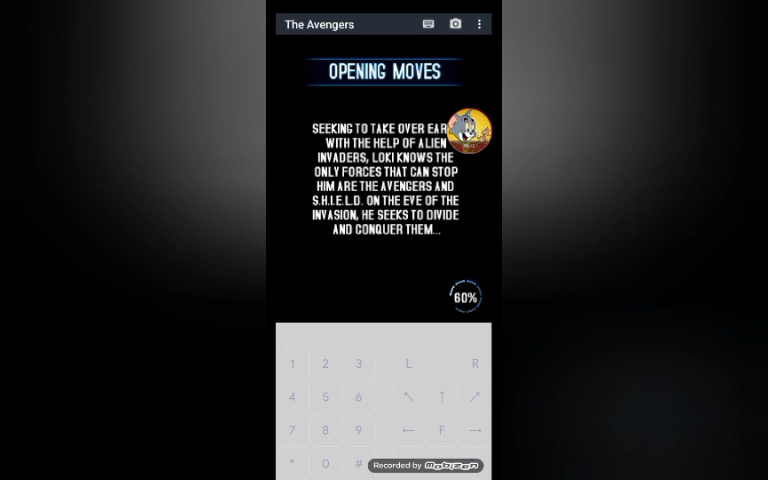 The Avengers
OPENING MOVES
SEEKING TO TAKE OVER EAR
WITH THE HELP OF ALIEN
INVADERS, LOKI KNOWS THE
ONLY FORCES THAT CAN STOP
HIM ARE THE AVENGERS AND
S.H.I.E.L.D. ON THE EVE OF THE
INVASION, HE SEEKS TO DIVIDE
AND CONQUER THEM...
60%
1 2 3 L R
4 5 6 ↖ ↑ ↗
7 8 9 ← F →
* 0 #
Recorded by Mobizen